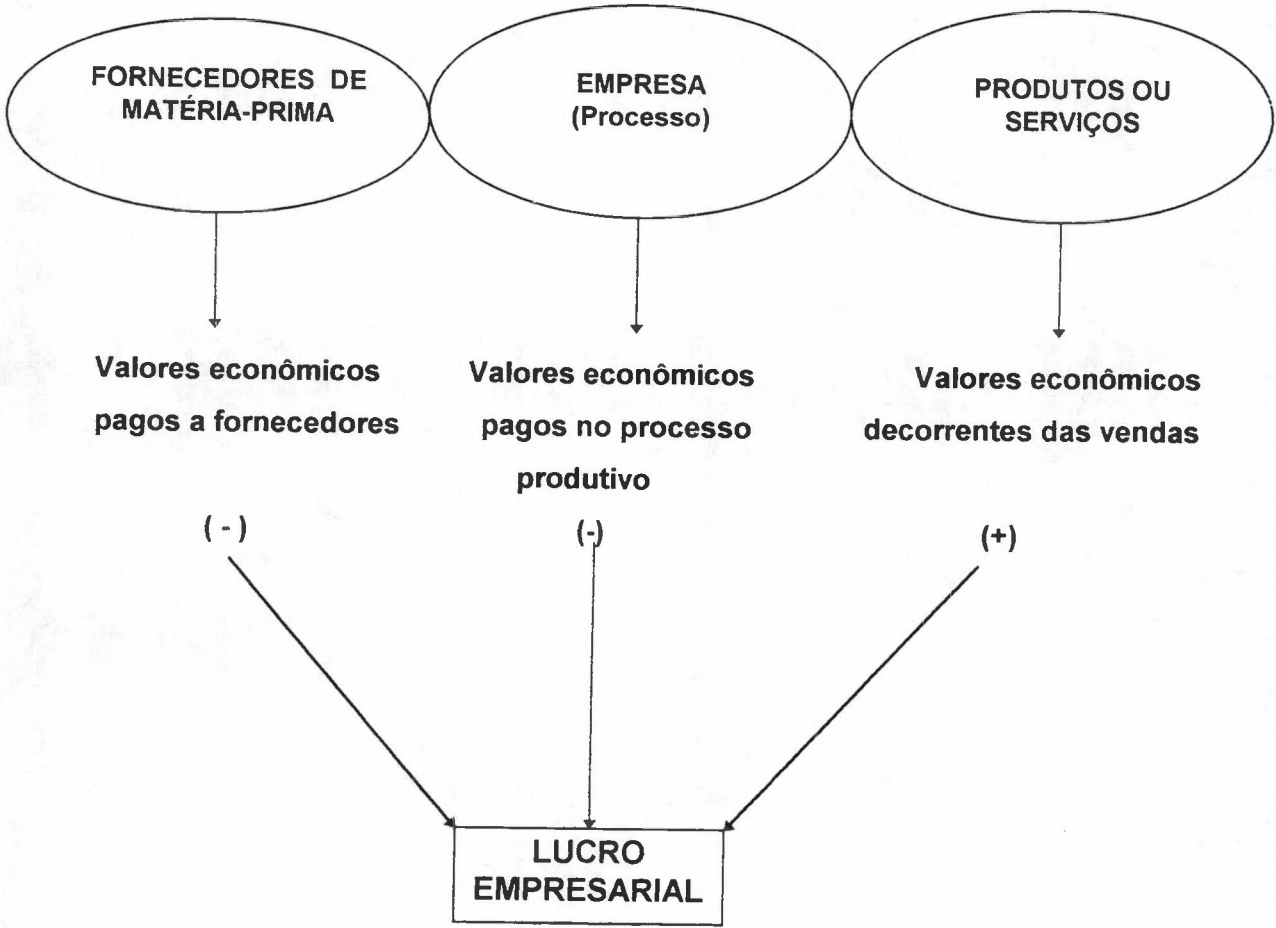 FORNECEDORES DE
MATÉRIA-PRIMA
EMPRESA
(Processo)
PRODUTOS OU
SERVIÇOS
Valores econômicos
pagos a fornecedores
Valores econômicos
pagos no processo
produtivo
Valores econômicos
decorrentes das vendas
( - )
(-)
(+)
LUCRO
EMPRESARIAL